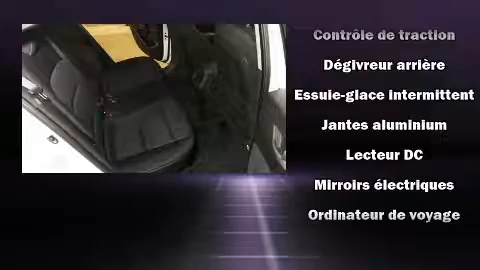 Contrôle de traction
Dégivreur arrière
Essuie-glace intermittent
Jantes aluminium
Lecteur DC
Mirroirs électriques
Ordinateur de voyage